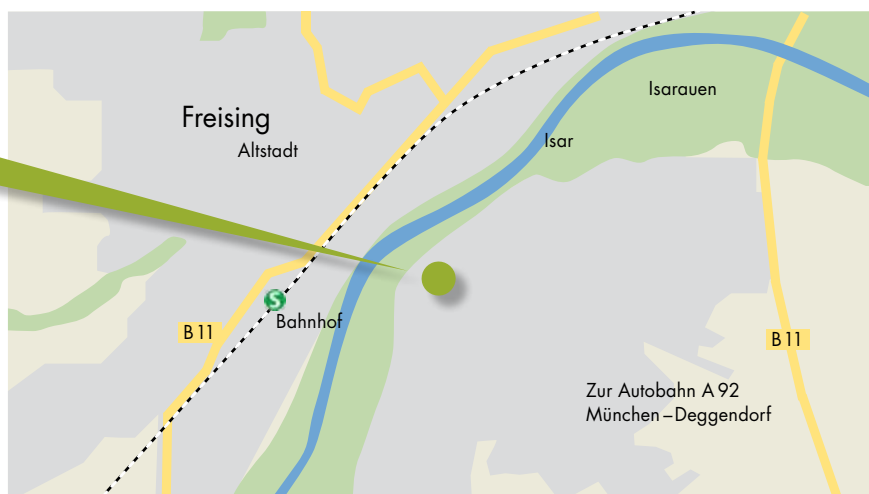 Isarauen
Freising
Altstadt
Isar
S
Bahnhof
B 11
B 11
Zur Autobahn A 92
München–Deggendorf